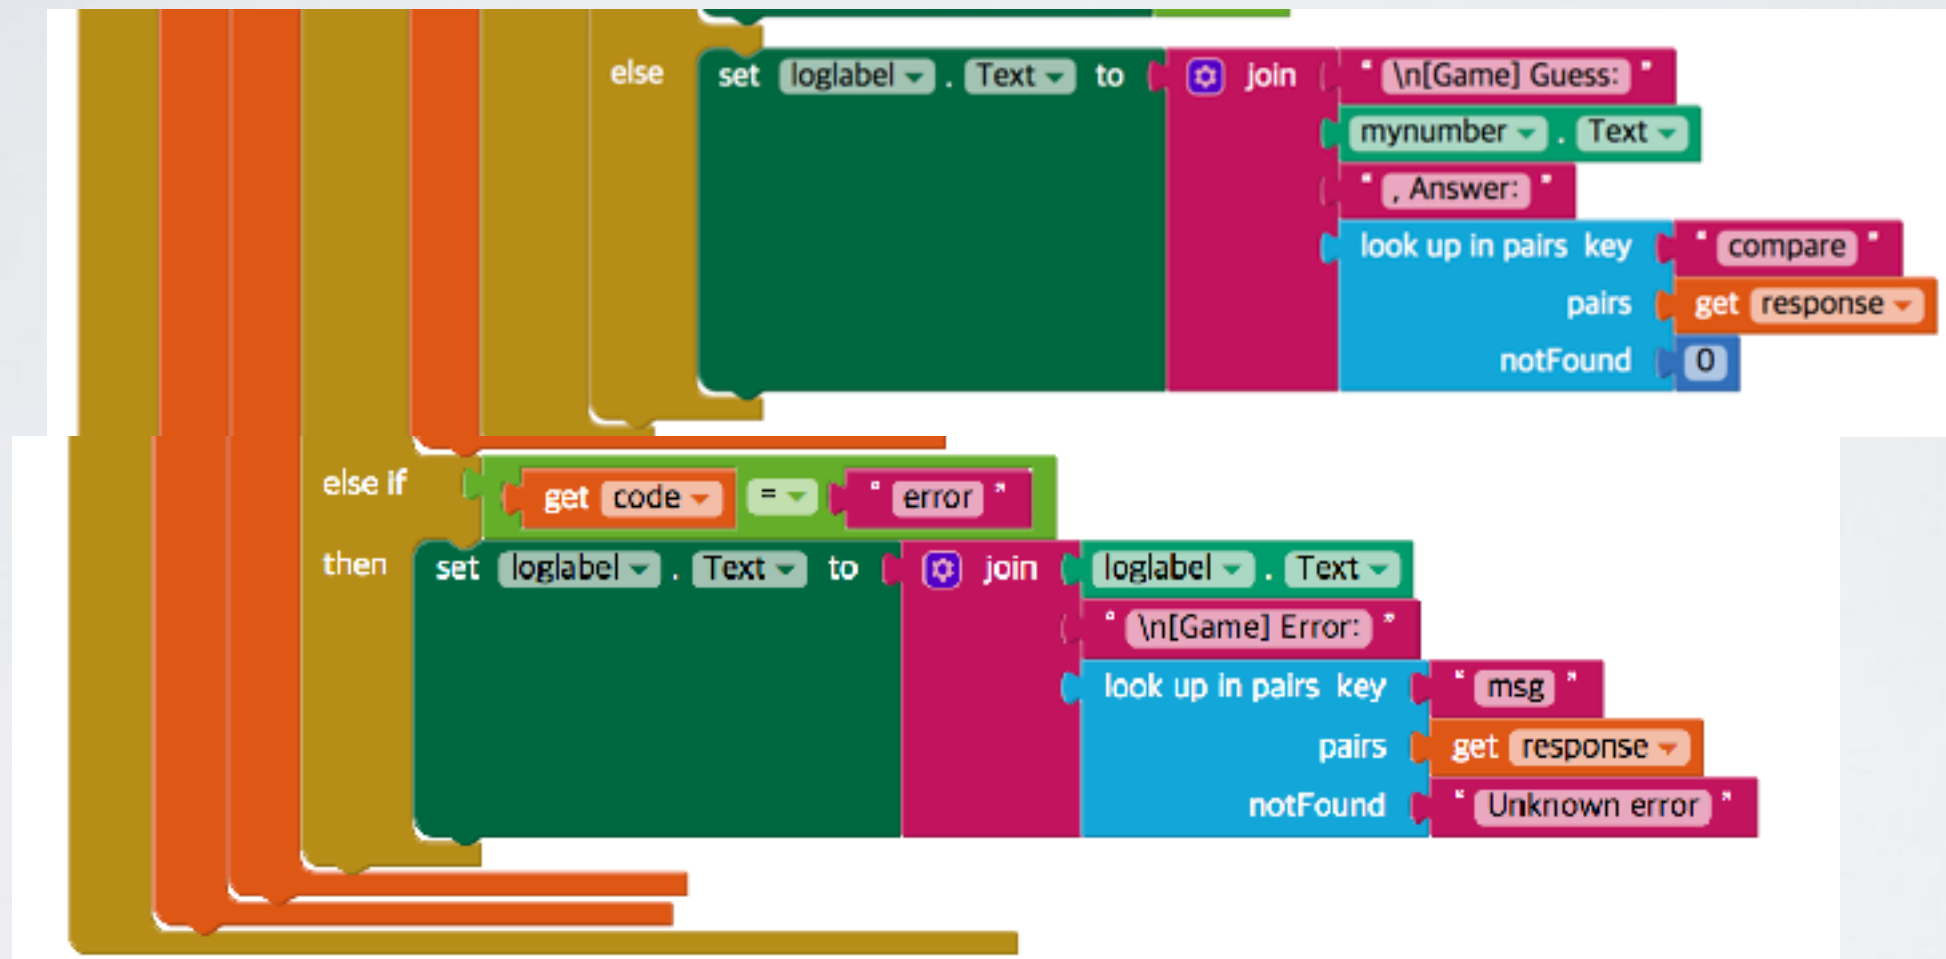 else set loglabel . Text to join " \n[Game] Guess: "
mynumber . Text
" , Answer: "
look up in pairs key " compare "
pairs get response
notFound 0
else if get code = " error "
then set loglabel . Text to join loglabel . Text
" \n[Game] Error: "
look up in pairs key " msg "
pairs get response
notFound " Unknown error "